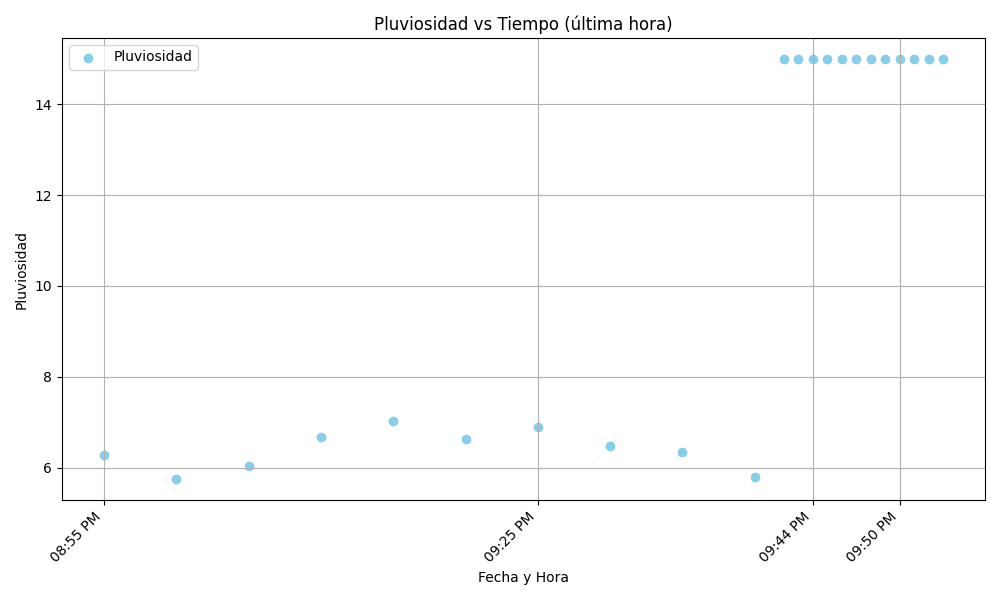 Pluviosidad vs Tiempo (última hora)
Pluviosidad
14
12
10
8
6
Pluviosidad
08:55 PM
09:25 PM
09:44 PM
09:50 PM
Fecha y Hora